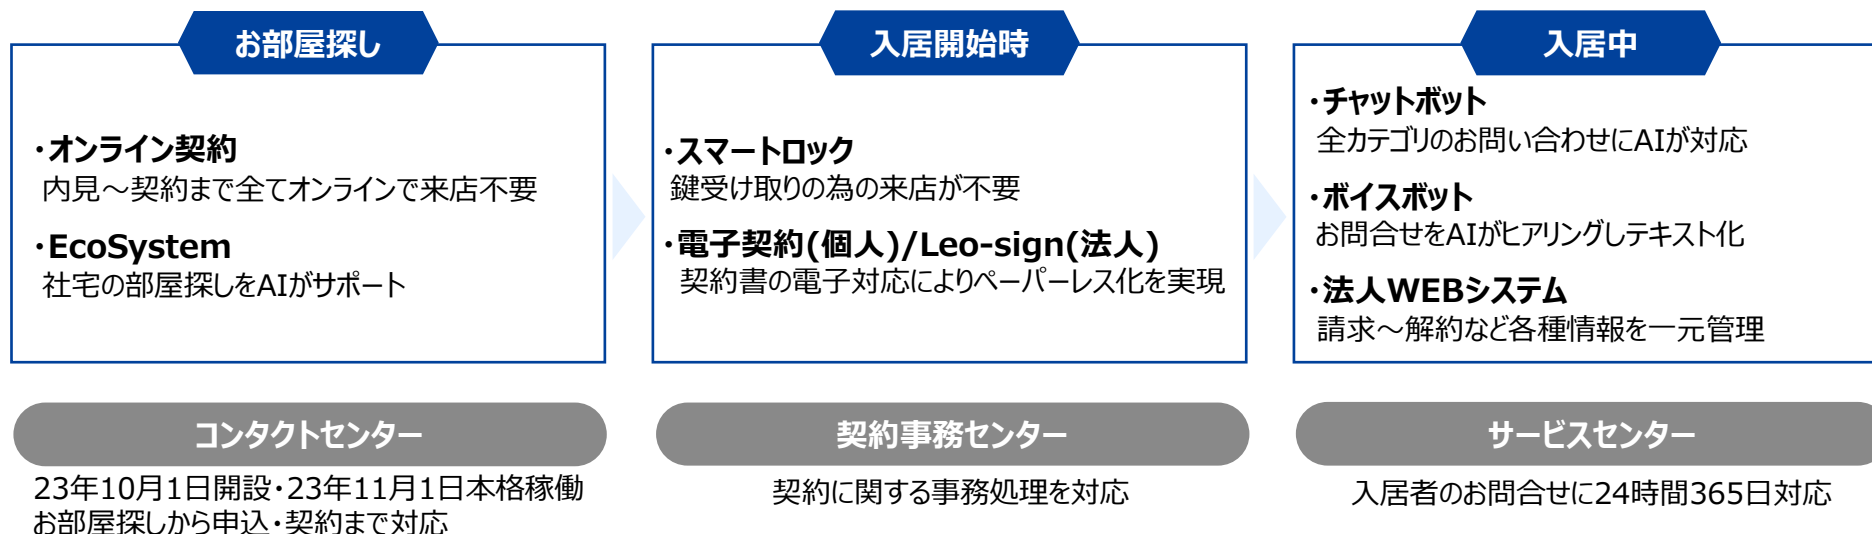 お部屋探し
・オンライン契約
内見～契約まで全てオンラインで来店不要
・EcoSystem
社宅の部屋探しをAIがサポート
コンタクトセンター
23年10月1日開設・23年11月1日本格稼働
お部屋探しから申込・契約まで対応
入居開始時
・スマートロック
鍵受け取りの為の来店が不要
・電子契約(個人)/Leo-sign(法人)
契約書の電子対応によりペーパーレス化を実現
契約事務センター
契約に関する事務処理を対応
入居中
・チャットボット
全カテゴリのお問い合わせにAIが対応
・ボイスボット
お問合せをAIがヒアリングしテキスト化
・法人WEBシステム
請求～解約など各種情報を一元管理
サービスセンター
入居者のお問合せに24時間365日対応